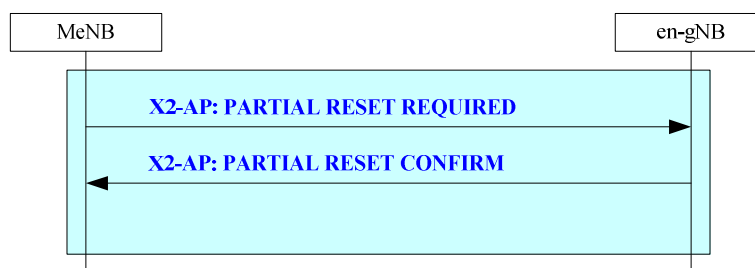 MeNB
en-gNB
X2-AP: PARTIAL RESET REQUIRED
X2-AP: PARTIAL RESET CONFIRM